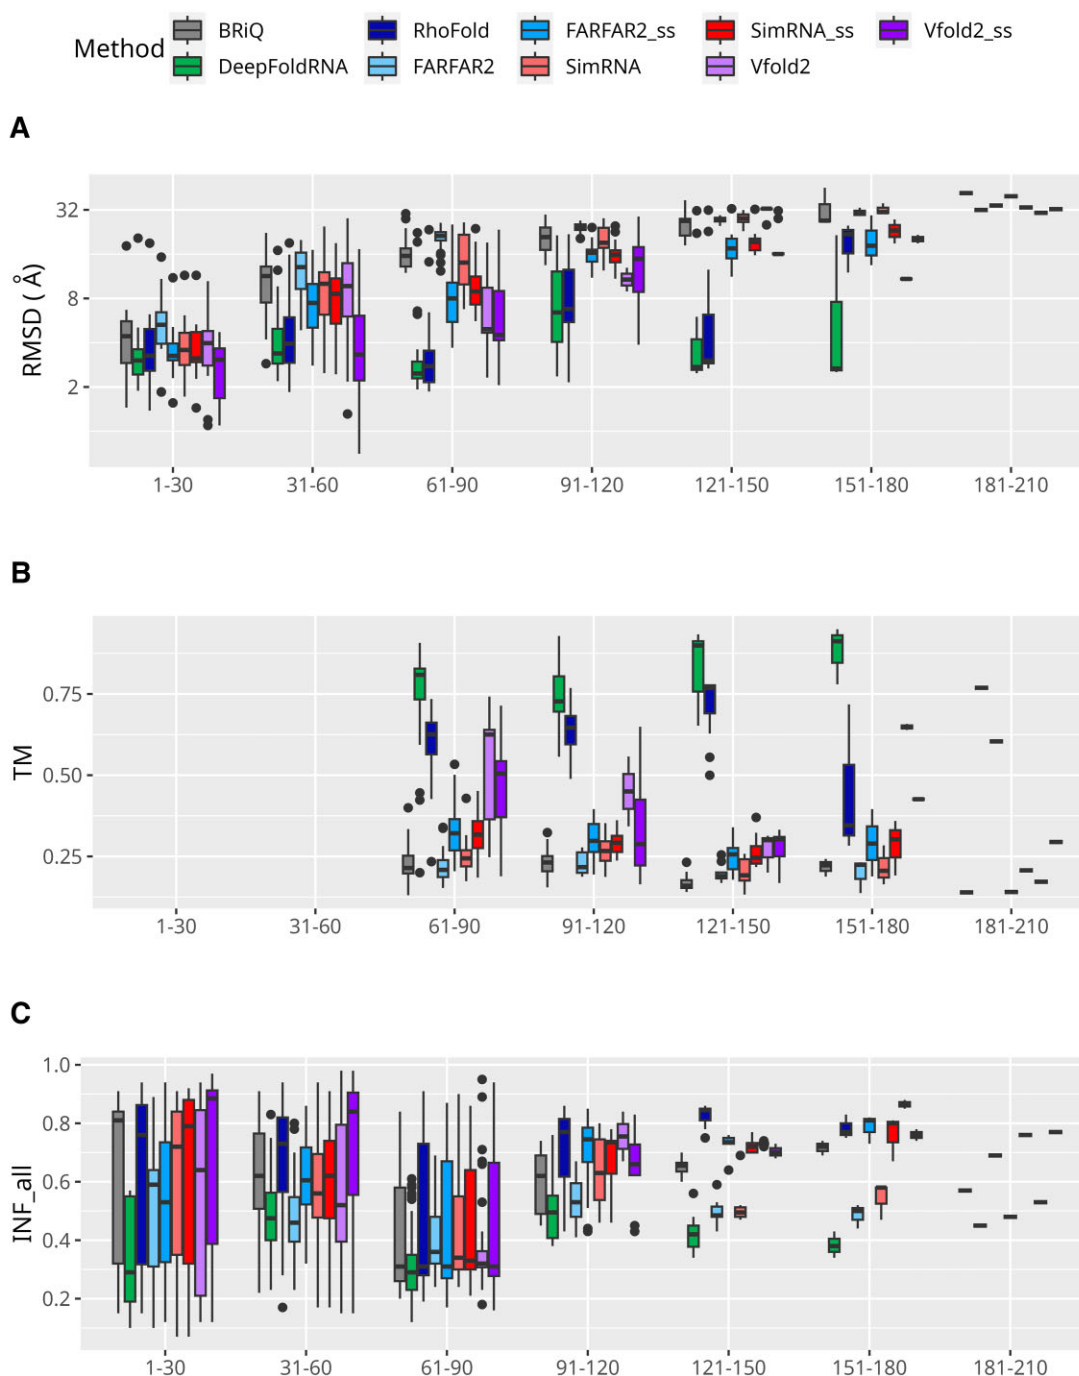 Method
BRiQ RhoFold FARFAR2_ss SimRNA_ss Vfold2_ss
DeepFoldRNA FARFAR2 SimRNA Vfold2
A
RMSD ( Å)
32
8
2
1-30 31-60 61-90 91-120 121-150 151-180 181-210
B
TM
0.75
0.50
0.25
1-30 31-60 61-90 91-120 121-150 151-180 181-210
C
INF_all
1.0
0.8
0.6
0.4
0.2
1-30 31-60 61-90 91-120 121-150 151-180 181-210